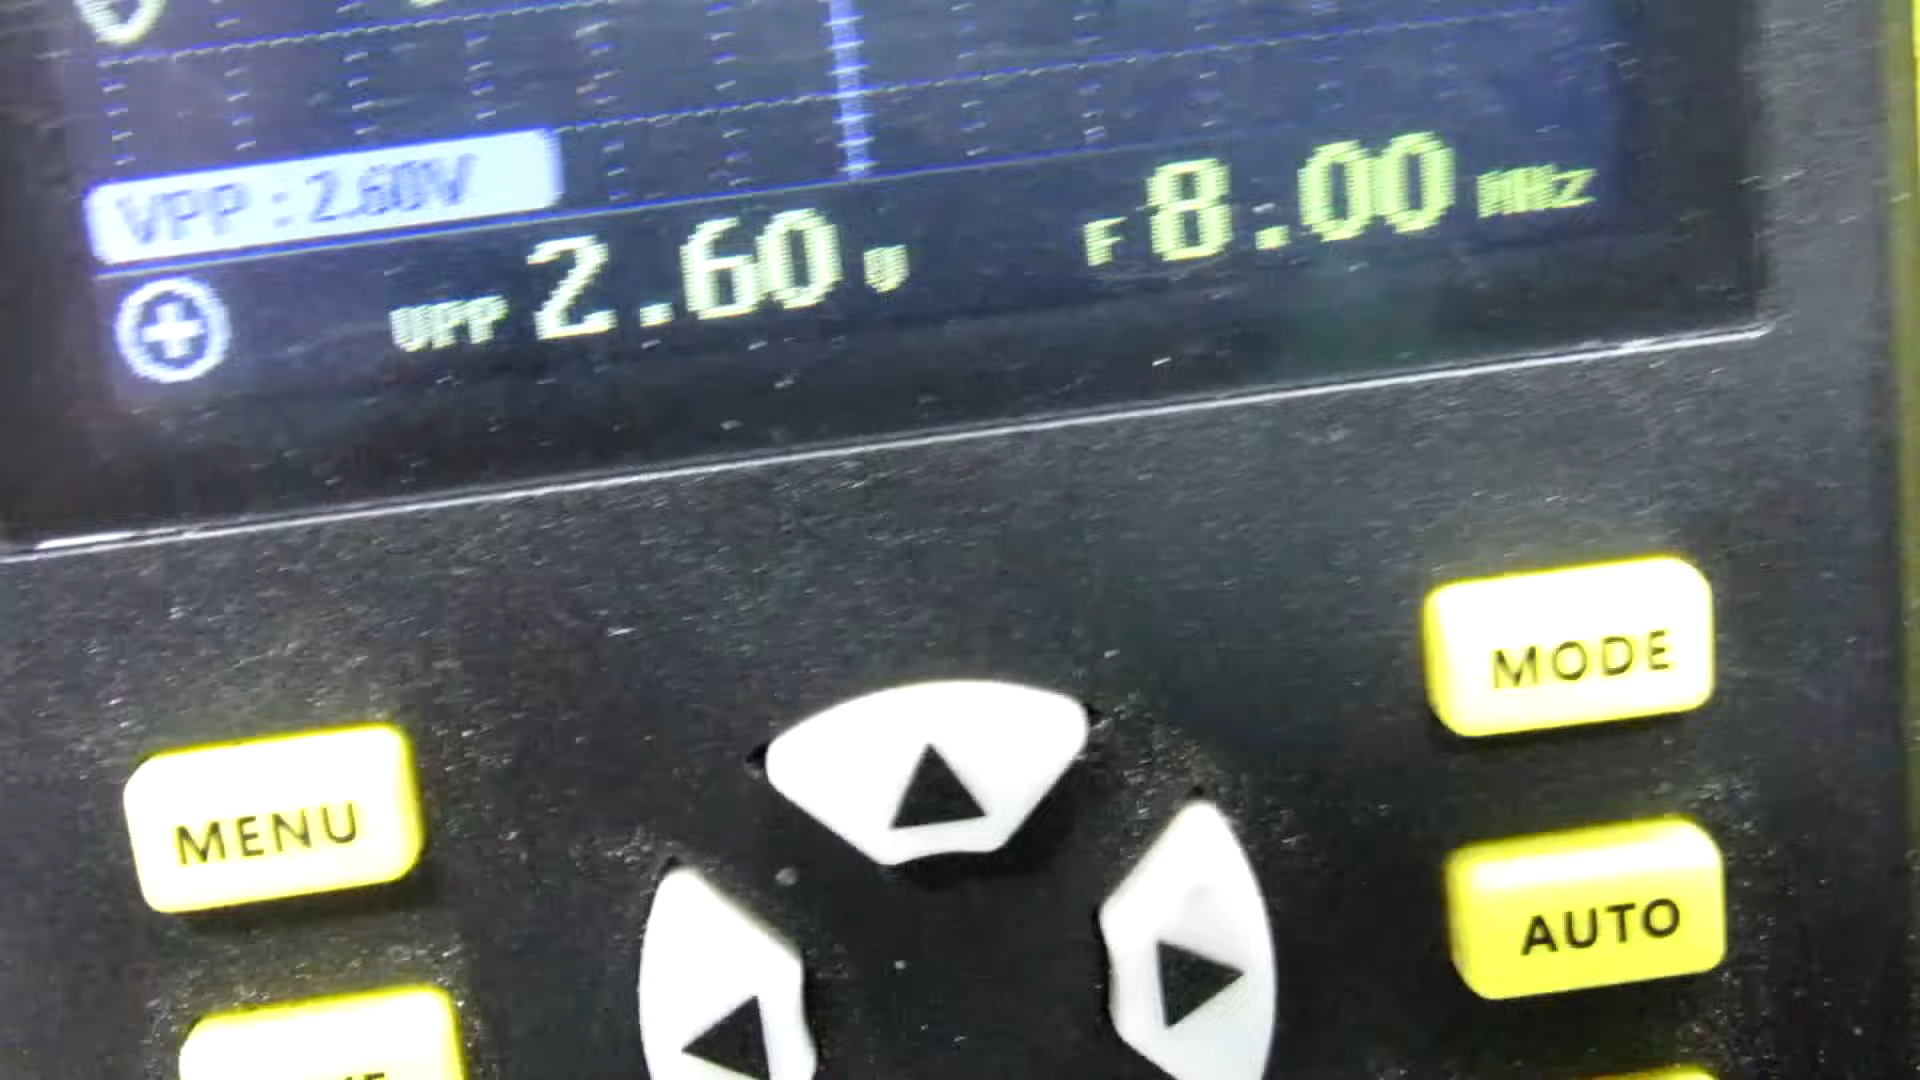 VPP : 2.60V
VPP 2.60 V F 8.00 MHz
MODE
MENU
AUTO